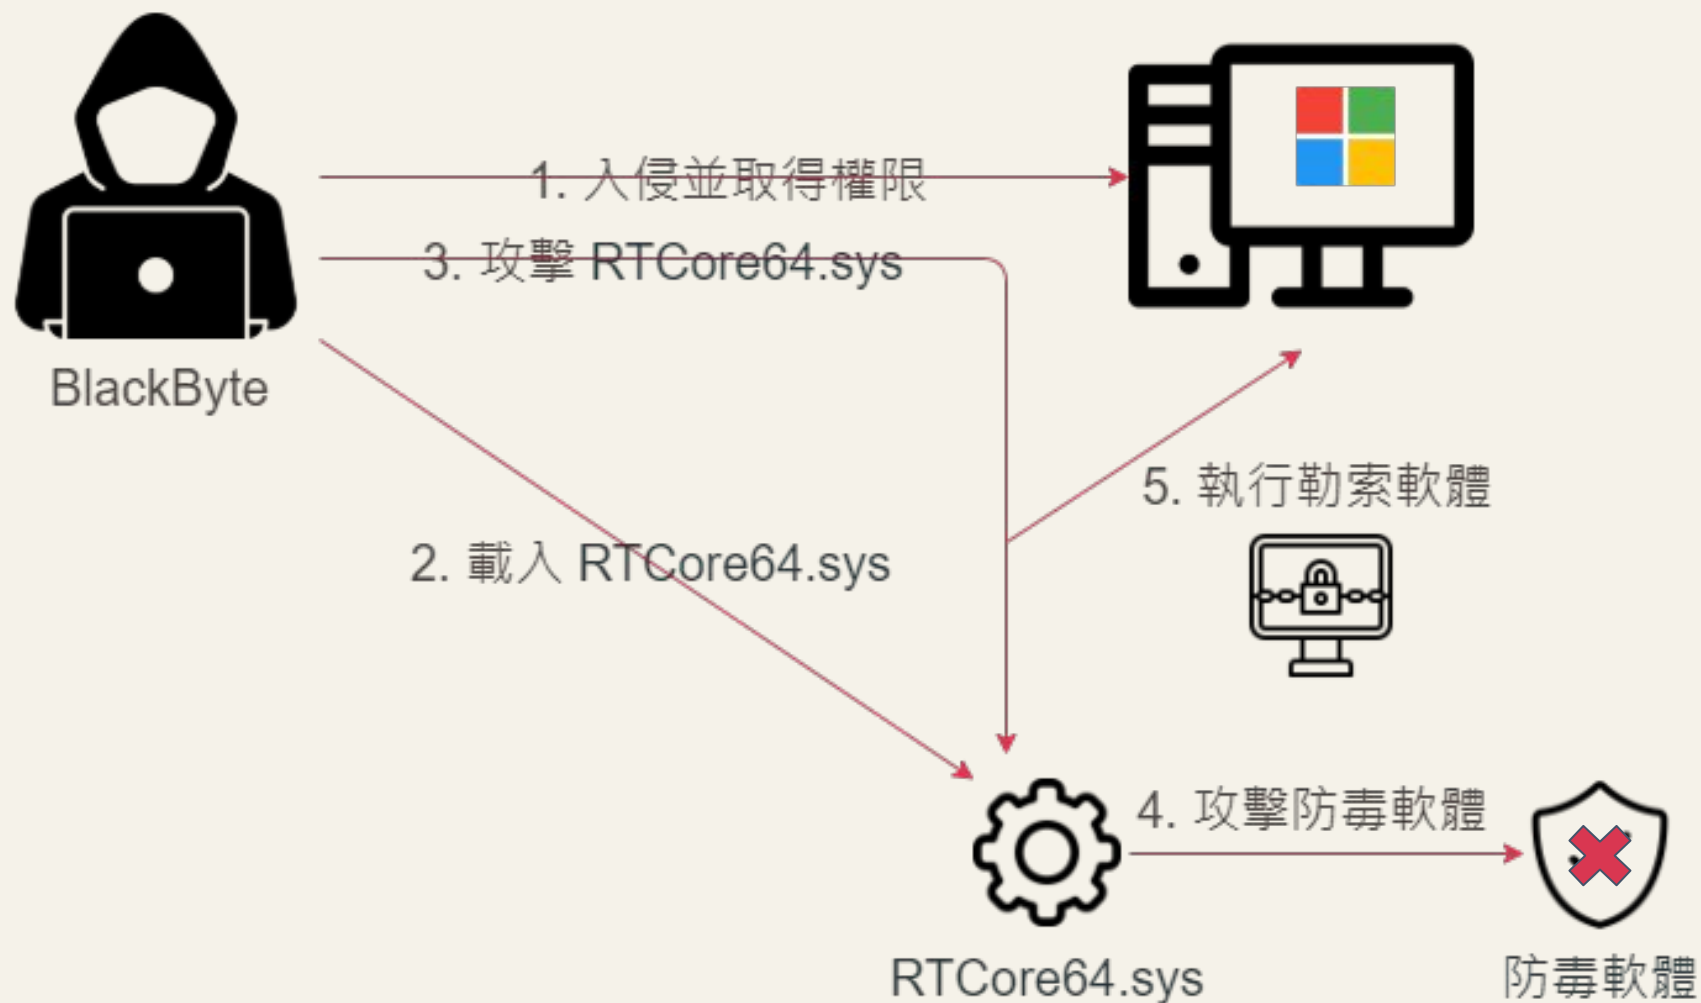 1. 入侵並取得權限
3. 攻擊 RTCore64.sys
BlackByte
5. 執行勒索軟體
2. 載入 RTCore64.sys
4. 攻擊防毒軟體
RTCore64.sys
防毒軟體